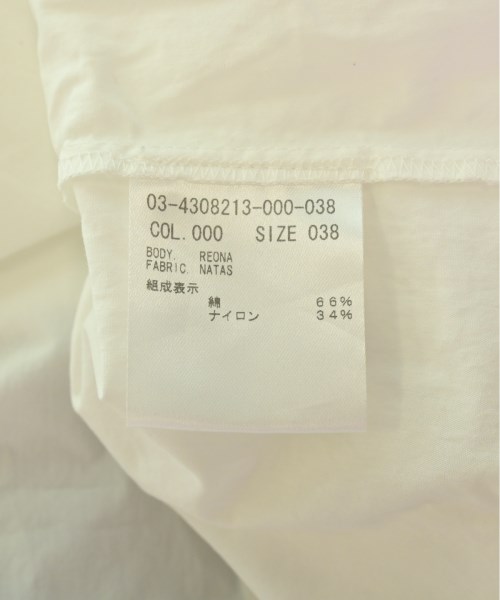 03-4308213-000-038
COL.000 SIZE 038
BODY. REONA
FABRIC. NATAS
組成表示
綿 66%
ナイロン 34%